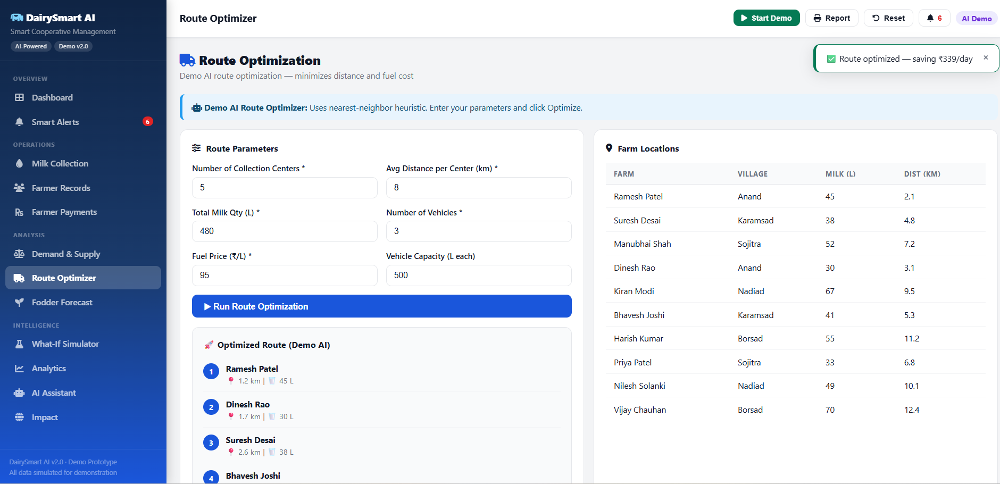 DairySmart AI
Smart Cooperative Management
AI-Powered Demo v2.0
OVERVIEW
Dashboard
Smart Alerts 6
OPERATIONS
Milk Collection
Farmer Records
Farmer Payments
ANALYSIS
Demand & Supply
Route Optimizer
Fodder Forecast
INTELLIGENCE
What-If Simulator
Analytics
AI Assistant
Impact
DairySmart AI v2.0 · Demo Prototype
All data simulated for demonstration
Route Optimizer
Start Demo Report Reset 6 AI Demo
✅ Route optimized — saving ₹339/day ×
Route Optimization
Demo AI route optimization — minimizes distance and fuel cost
Demo AI Route Optimizer: Uses nearest-neighbor heuristic. Enter your parameters and click Optimize.
Route Parameters
Number of Collection Centers * Avg Distance per Center (km) *
5 8
Total Milk Qty (L) * Number of Vehicles *
480 3
Fuel Price (₹/L) * Vehicle Capacity (L each)
95 500
▶ Run Route Optimization
🚀 Optimized Route (Demo AI)
1 Ramesh Patel
📍 1.2 km | 🥛 45 L
2 Dinesh Rao
📍 1.7 km | 🥛 30 L
3 Suresh Desai
📍 2.6 km | 🥛 38 L
4 Bhavesh Joshi
Farm Locations
FARM VILLAGE MILK (L) DIST (KM)
Ramesh Patel Anand 45 2.1
Suresh Desai Karamsad 38 4.8
Manubhai Shah Sojitra 52 7.2
Dinesh Rao Anand 30 3.1
Kiran Modi Nadiad 67 9.5
Bhavesh Joshi Karamsad 41 5.3
Harish Kumar Borsad 55 11.2
Priya Patel Sojitra 33 6.8
Nilesh Solanki Nadiad 49 10.1
Vijay Chauhan Borsad 70 12.4